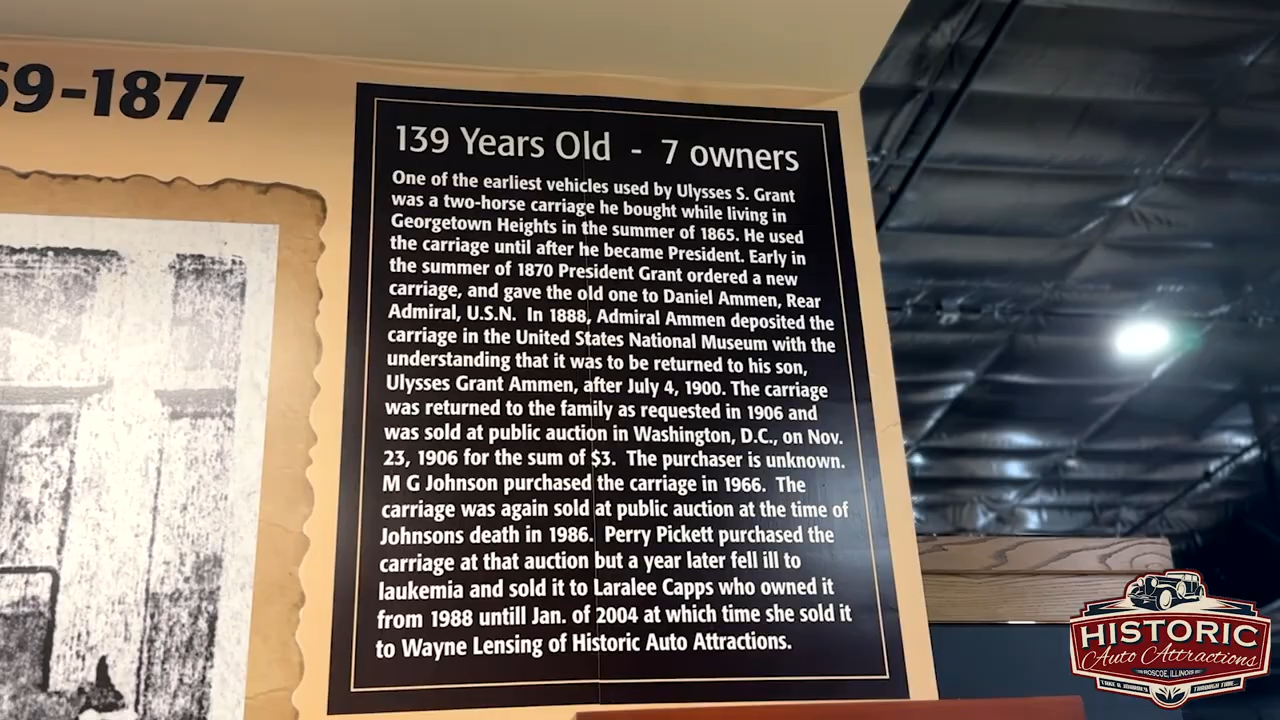 69-1877
139 Years Old - 7 owners
One of the earliest vehicles used by Ulysses S. Grant
was a two-horse carriage he bought while living in
Georgetown Heights in the summer of 1865. He used
the carriage until after he became President. Early in
the summer of 1870 President Grant ordered a new
carriage, and gave the old one to Daniel Ammen, Rear
Admiral, U.S.N. In 1888, Admiral Ammen deposited the
carriage in the United States National Museum with the
understanding that it was to be returned to his son,
Ulysses Grant Ammen, after July 4, 1900. The carriage
was returned to the family as requested in 1906 and
was sold at public auction in Washington, D.C., on Nov.
23, 1906 for the sum of $3. The purchaser is unknown.
M G Johnson purchased the carriage in 1966. The
carriage was again sold at public auction at the time of
Johnsons death in 1986. Perry Pickett purchased the
carriage at that auction but a year later fell ill to
laukemia and sold it to Laralee Capps who owned it
from 1988 untill Jan. of 2004 at which time she sold it
to Wayne Lensing of Historic Auto Attractions.
HISTORIC
Auto Attractions
ROSCOE, ILLINOIS
TAKE A JOURNEY THROUGH TIME...